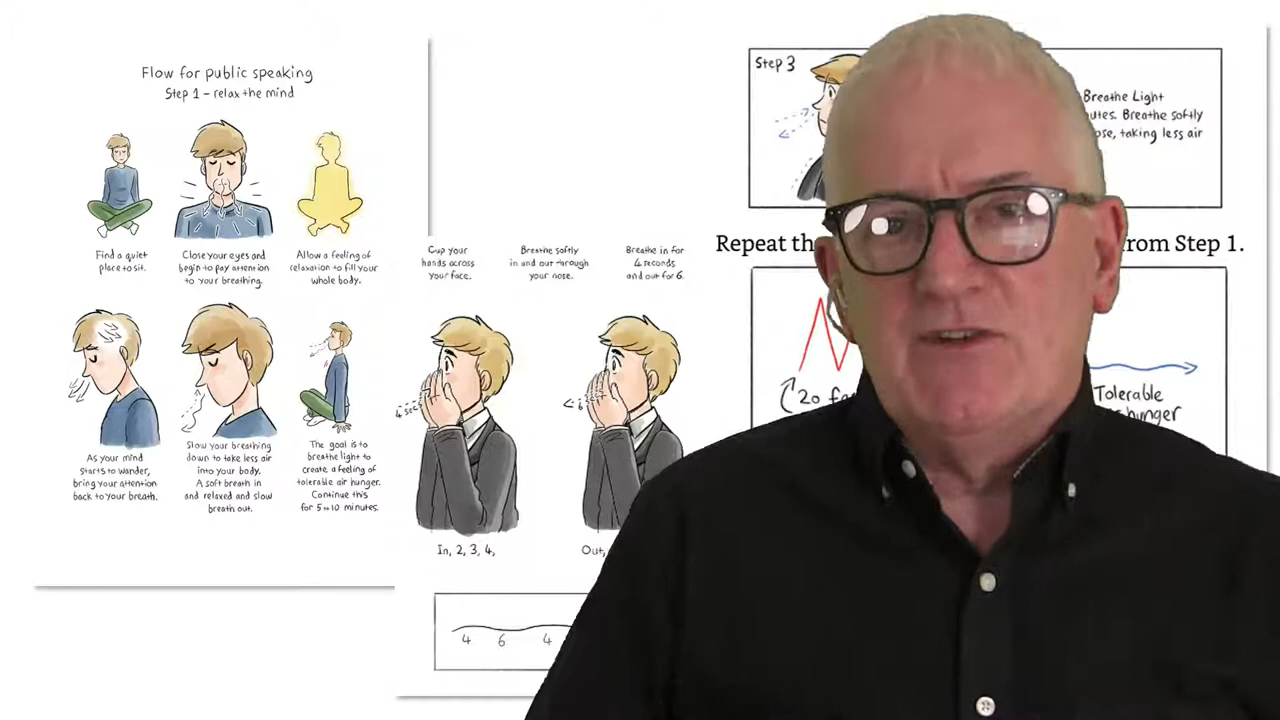 Flow for public speaking
Step 1 – relax the mind
Find a quiet
place to sit.
Close your eyes and
begin to pay attention
to your breathing.
Allow a feeling of
relaxation to fill your
whole body.
As your mind
starts to wander,
bring your attention
back to your breath.
Slow your breathing
down to take less air
into your body.
A soft breath in
and relaxed and slow
breath out.
The goal is to
breathe light to
create a feeling of
tolerable air hunger.
Continue this
for 5 to 10 minutes.
Cup your
hands across
your face.
Breathe softly
in and out through
your nose.
Breathe in for
4 seconds
and out for 6.
4 sec
6
In, 2, 3, 4,
Out,
4 6 4
Step 3
Breathe Light
Breathe softly
taking less air
Repeat from Step 1.
20
Tolerable
hunger